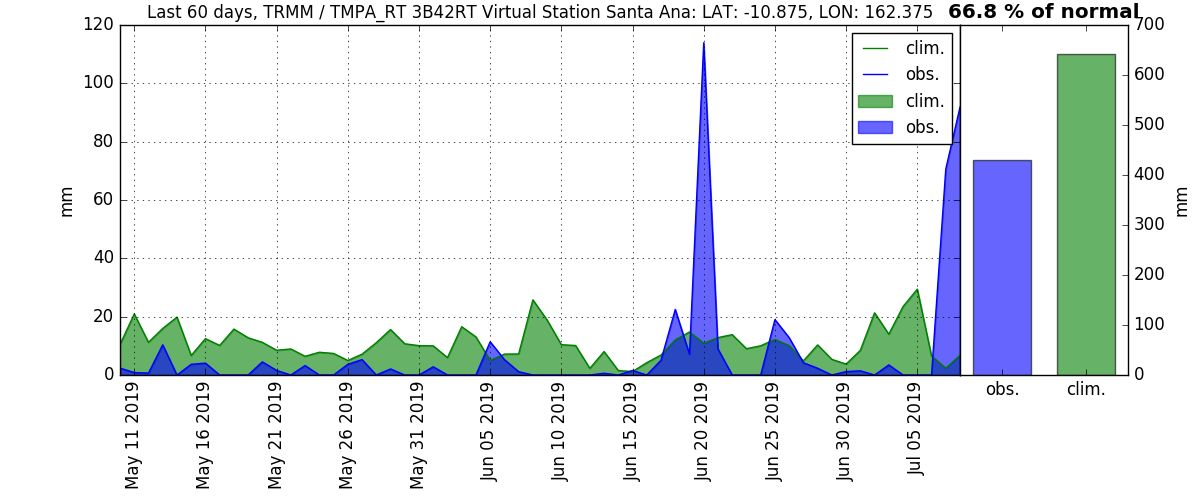 Last 60 days, TRMM / TMPA_RT 3B42RT Virtual Station Santa Ana: LAT: -10.875, LON: 162.375
66.8 % of normal
120
100
80
60
40
20
0
mm
clim.
obs.
clim.
obs.
May 11 2019
May 16 2019
May 21 2019
May 26 2019
May 31 2019
Jun 05 2019
Jun 10 2019
Jun 15 2019
Jun 20 2019
Jun 25 2019
Jun 30 2019
Jul 05 2019
700
600
500
400
300
200
100
0
mm
obs.
clim.